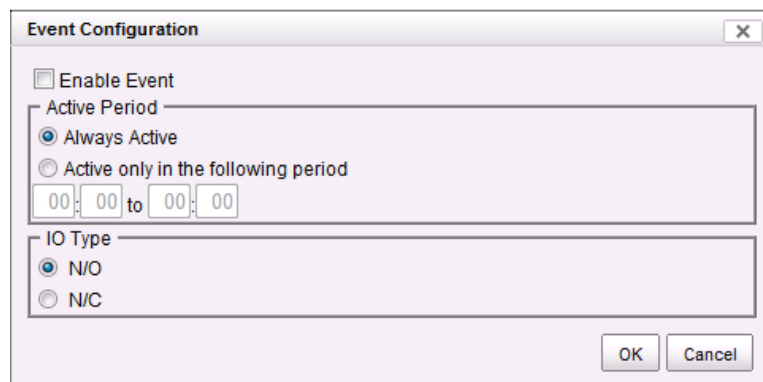 Event Configuration
Enable Event
Active Period
Always Active
Active only in the following period
00: 00 to 00: 00
IO Type
N/O
N/C
OK Cancel